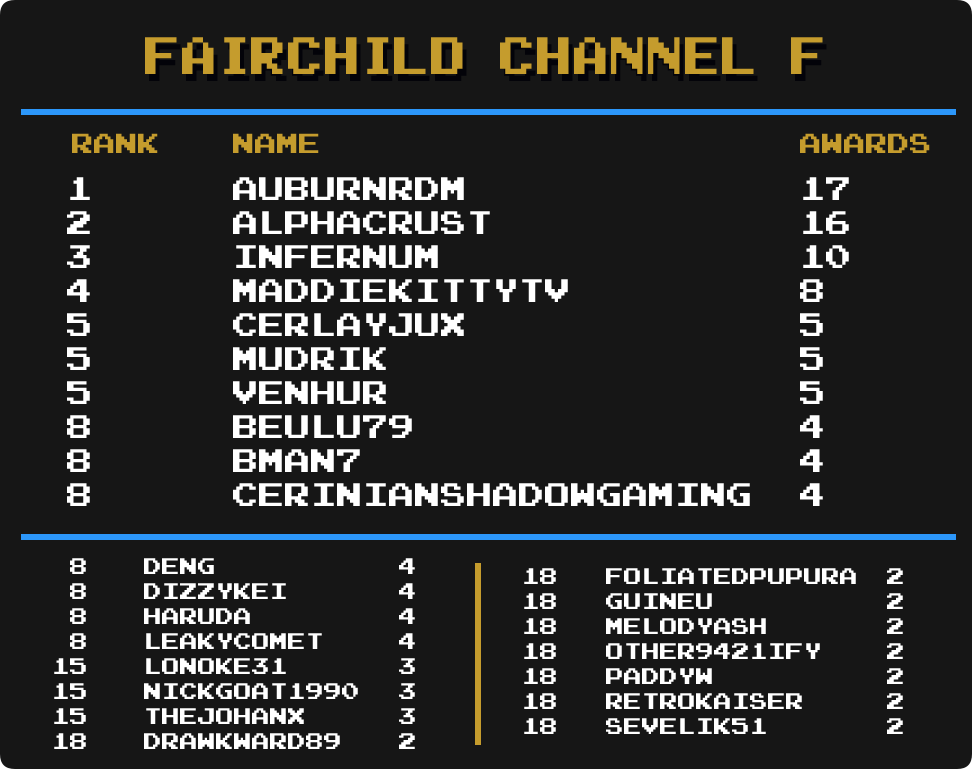 FAIRCHILD CHANNEL F
RANK NAME AWARDS
1 AUBURNRDM 17
2 ALPHACRUST 16
3 INFERNUM 10
4 MADDIEKITTYTV 8
5 CERLAYJUX 5
5 MUDRIK 5
5 VENHUR 5
8 BEULU79 4
8 BMAN7 4
8 CERINIANSHADOWGAMING 4
8 DENG 4
8 DIZZYKEI 4
8 HARUDA 4
8 LEAKYCOMET 4
15 LONOKE31 3
15 NICKGOAT1990 3
15 THEJOHANX 3
18 DRAWKWARD89 2
18 FOLIATEDPUPURA 2
18 GUINEU 2
18 MELODYASH 2
18 OTHER9421IFY 2
18 PADDYW 2
18 RETROKAISER 2
18 SEVELIK51 2